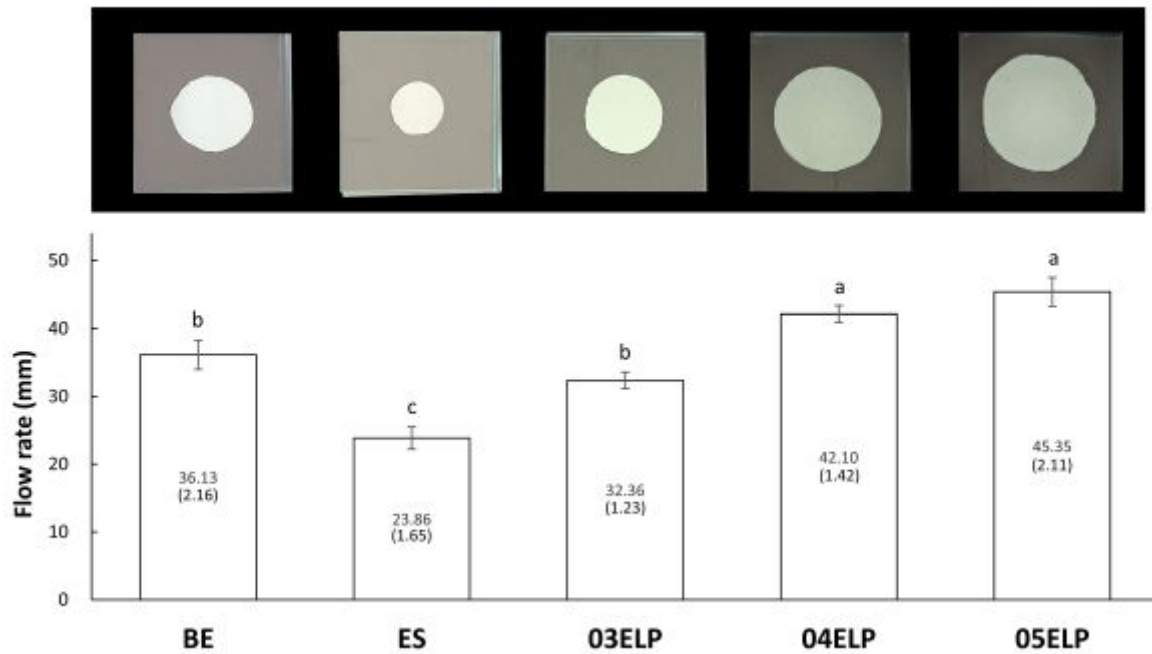 Flow rate (mm)
50
40
30
20
10
0
b
36.13
(2.16)
c
23.86
(1.65)
b
32.36
(1.23)
a
42.10
(1.42)
a
45.35
(2.11)
BE
ES
03ELP
04ELP
05ELP